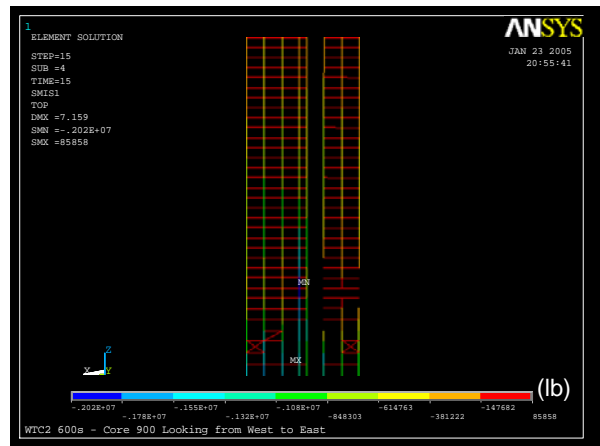 1
ANSYS
ELEMENT SOLUTION
JAN 23 2005
20:55:41
STEP=15
SUB =4
TIME=15
SMIS1
TOP
DMX=7.159
SMN =-.202E+07
SMX =85858
MN
MX
Z
X Y
(lb)
-.202E+07 -.155E+07 -.108E+07 -614763 -147682
-.178E+07 -.132E+07 -848303 -381222 85858
WTC2 600s - Core 900 Looking from West to East